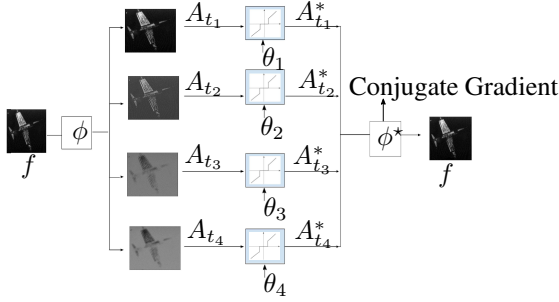 A_{t_1} A^*_{t_1}
θ_1
A_{t_2} A^*_{t_2} Conjugate Gradient
θ_2
ϕ ϕ^⋆
f f
A_{t_3} A^*_{t_3}
θ_3
A_{t_4} A^*_{t_4}
θ_4